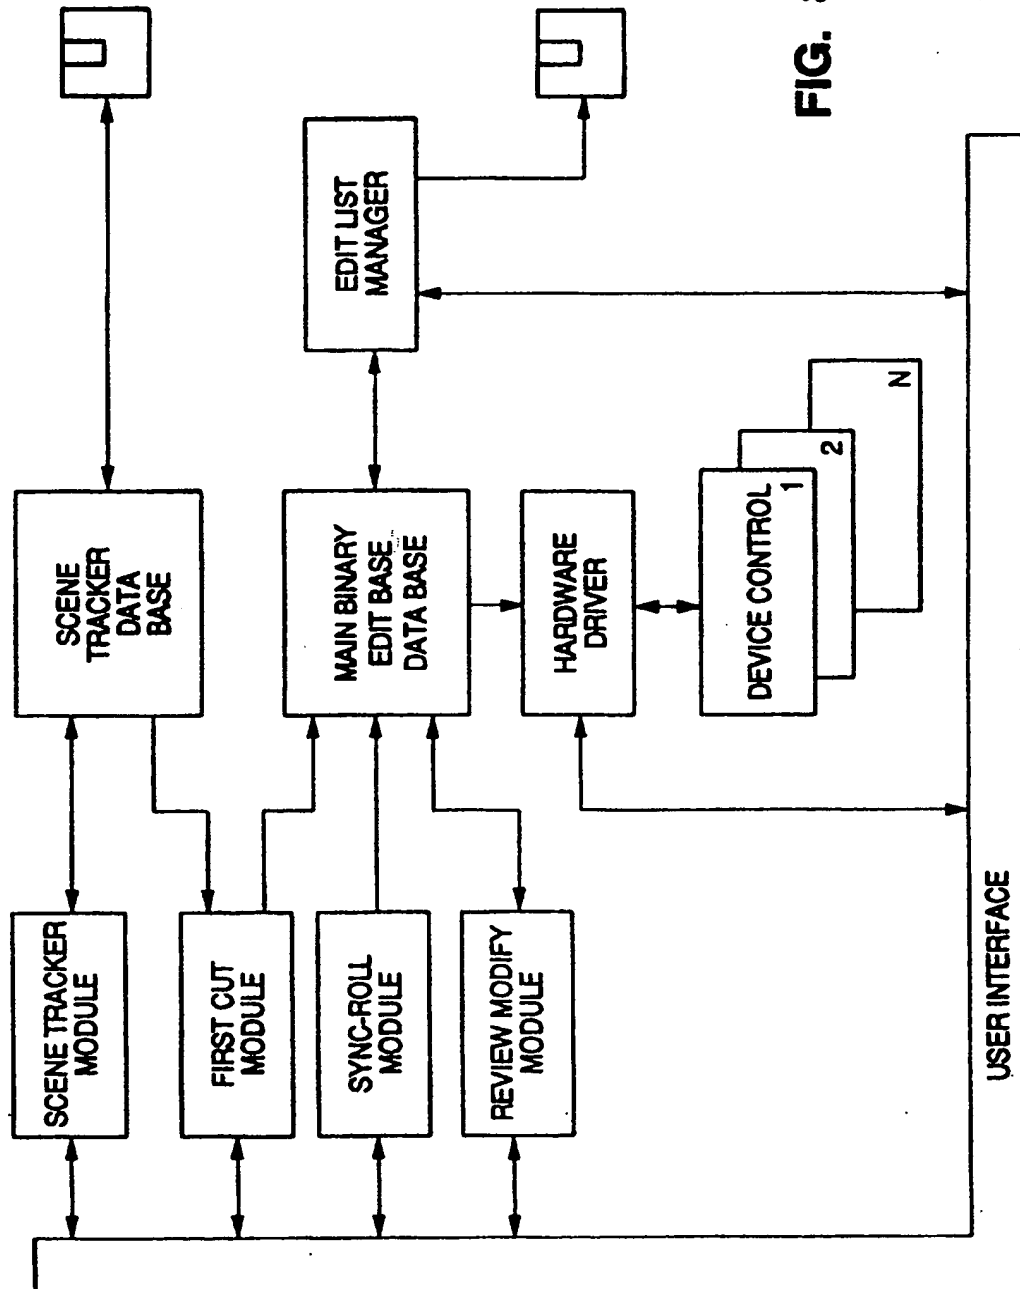 SCENE TRACKER
MODULE
SCENE
TRACKER
DATA
BASE
FIRST CUT
MODULE
SYNC-ROLL
MODULE
MAIN BINARY
EDIT BASE
DATA BASE
EDIT LIST
MANAGER
REVIEW MODIFY
MODULE
HARDWARE
DRIVER
DEVICE CONTROL
1
2
N
FIG.
USER INTERFACE